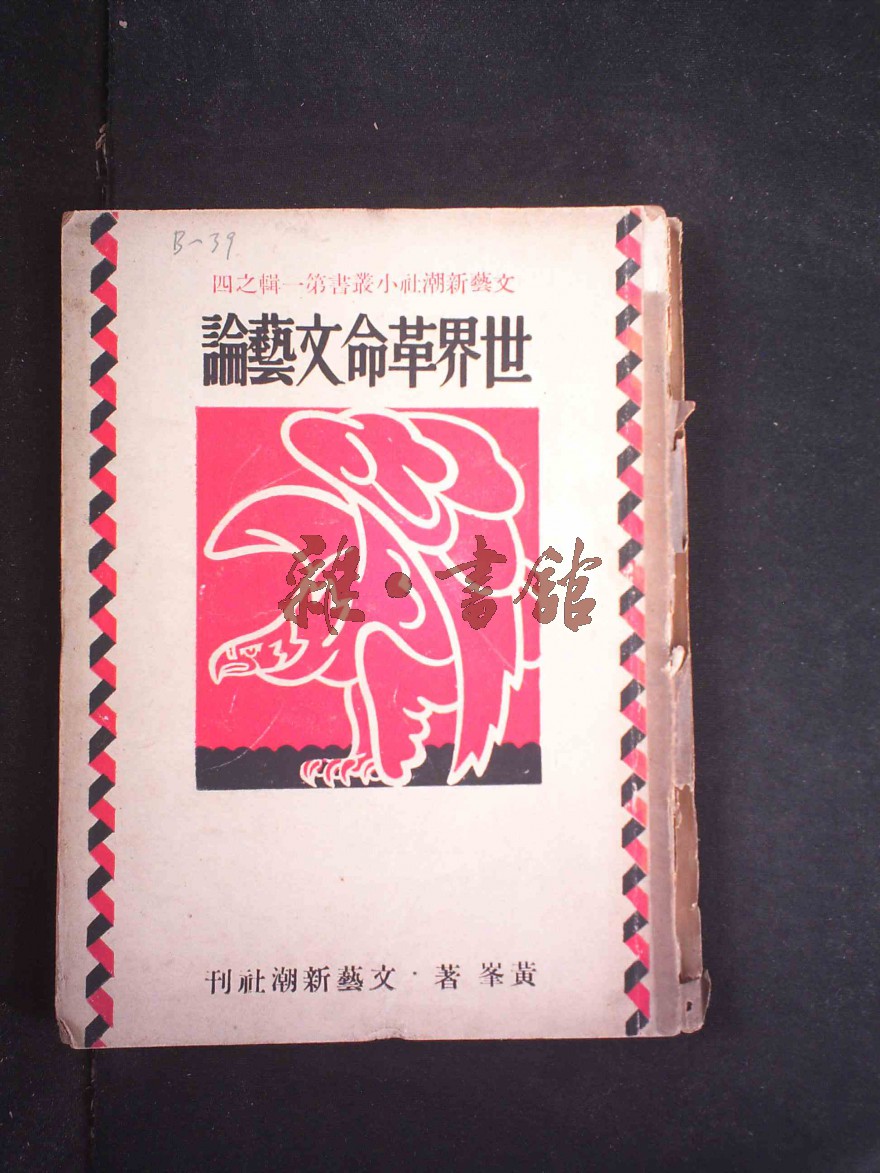 B-39
文藝新潮社小叢書第一輯之四
世界革命文藝論
雜·書館
黃峯 著·文藝新潮社刊